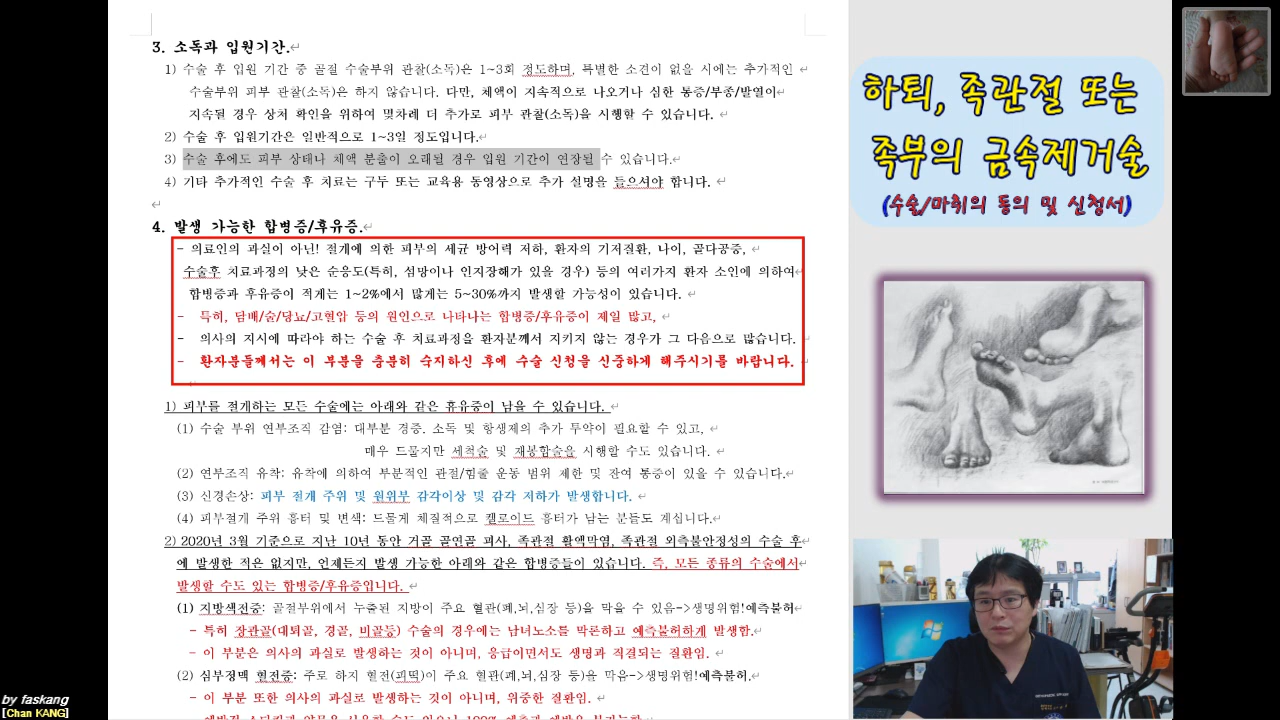 3. 소독과 입원기간.
1) 수술 후 입원 기간 중 골절 수술부위 관찰(소독)은 1~3회 정도하며, 특별한 소견이 없을 시에는 추가적인
수술부위 피부 관찰(소독)은 하지 않습니다. 다만, 체액이 지속적으로 나오거나 심한 통증/부종/발열이
지속될 경우 상처 확인을 위하여 몇차례 더 추가로 피부 관찰(소독)을 시행할 수 있습니다.
2) 수술 후 입원기간은 일반적으로 1~3일 정도입니다.
3) 수술 후에도 피부 상태나 체액 분출이 오래될 경우 입원 기간이 연장될 수 있습니다.
4) 기타 추가적인 수술 후 치료는 구두 또는 교육용 동영상으로 추가 설명을 들으셔야 합니다.
4. 발생 가능한 합병증/후유증.
- 의료인의 과실이 아닌! 절개에 의한 피부의 세균 방어력 저하, 환자의 기저질환, 나이, 골다공증,
수술후 치료과정의 낮은 순응도(특히, 섬망이나 인지장해가 있을 경우) 등의 여러가지 환자 소인에 의하여
합병증과 후유증이 적게는 1~2%에서 많게는 5~30%까지 발생할 가능성이 있습니다.
- 특히, 담배/술/당뇨/고혈압 등의 원인으로 나타나는 합병증/후유증이 제일 많고,
- 의사의 지시에 따라야 하는 수술 후 치료과정을 환자분께서 지키지 않는 경우가 그 다음으로 많습니다.
- 환자분들께서는 이 부분을 충분히 숙지하신 후에 수술 신청을 신중하게 해주시기를 바랍니다.
1) 피부를 절개하는 모든 수술에는 아래와 같은 휴유증이 남을 수 있습니다.
(1) 수술 부위 연부조직 감염: 대부분 경증. 소독 및 항생제의 추가 투약이 필요할 수 있고,
매우 드물지만 세척술 및 재봉합술을 시행할 수도 있습니다.
(2) 연부조직 유착: 유착에 의하여 부분적인 관절/힘줄 운동 범위 제한 및 잔여 통증이 있을 수 있습니다.
(3) 신경손상: 피부 절개 주위 및 원위부 감각이상 및 감각 저하가 발생합니다.
(4) 피부절개 주위 흉터 및 변색: 드물게 체질적으로 켈로이드 흉터가 남는 분들도 계십니다.
2) 2020년 3월 기준으로 지난 10년 동안 거골 골연골 괴사, 족관절 활액막염, 족관절 외측불안정성의 수술 후
에 발생한 적은 없지만, 언제든지 발생 가능한 아래와 같은 합병증들이 있습니다. 즉, 모든 종류의 수술에서
발생할 수도 있는 합병증/후유증입니다.
(1) 지방색전증: 골절부위에서 누출된 지방이 주요 혈관(폐,뇌,심장 등)을 막을 수 있음->생명위험!예측불허
- 특히 장관골(대퇴골, 경골, 비골등) 수술의 경우에는 남녀노소를 막론하고 예측불허하게 발생함.
- 이 부분은 의사의 과실로 발생하는 것이 아니며, 응급이면서도 생명과 직결되는 질환임.
(2) 심부정맥 혈전증: 주로 하지 혈전(피떡)이 주요 혈관(폐,뇌,심장 등)을 막음->생명위험!예측불허.
- 이 부분 또한 의사의 과실로 발생하는 것이 아니며, 위중한 질환임.
하퇴, 족관절 또는
족부의 금속제거술
(수술/마취의 동의 및 신청서)
by faskang
[Chan KANG]